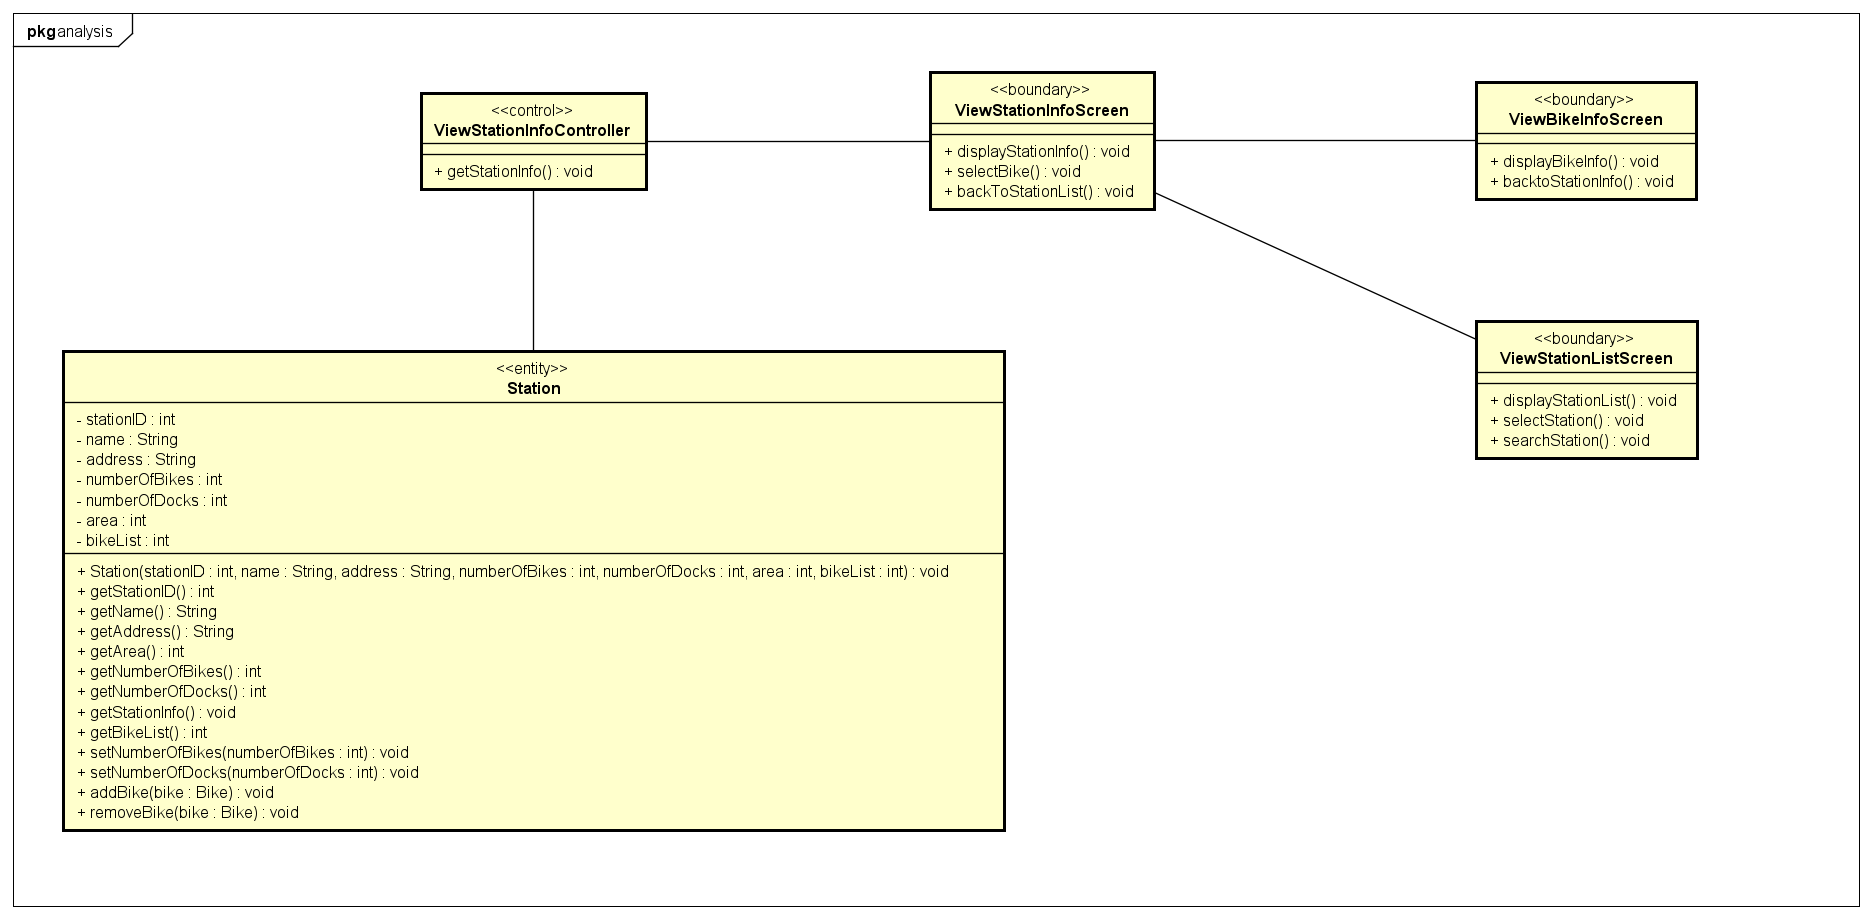 pkg analysis
<<control>>
ViewStationInfoController
+ getStationInfo() : void
<<boundary>>
ViewStationInfoScreen
+ displayStationInfo() : void
+ selectBike() : void
+ backToStationList() : void
<<boundary>>
ViewBikeInfoScreen
+ displayBikeInfo() : void
+ backtoStationInfo() : void
<<boundary>>
ViewStationListScreen
+ displayStationList() : void
+ selectStation() : void
+ searchStation() : void
<<entity>>
Station
- stationID : int
- name : String
- address : String
- numberOfBikes : int
- numberOfDocks : int
- area : int
- bikeList : int
+ Station(stationID : int, name : String, address : String, numberOfBikes : int, numberOfDocks : int, area : int, bikeList : int) : void
+ getStationID() : int
+ getName() : String
+ getAddress() : String
+ getArea() : int
+ getNumberOfBikes() : int
+ getNumberOfDocks() : int
+ getStationInfo() : void
+ getBikeList() : int
+ setNumberOfBikes(numberOfBikes : int) : void
+ setNumberOfDocks(numberOfDocks : int) : void
+ addBike(bike : Bike) : void
+ removeBike(bike : Bike) : void